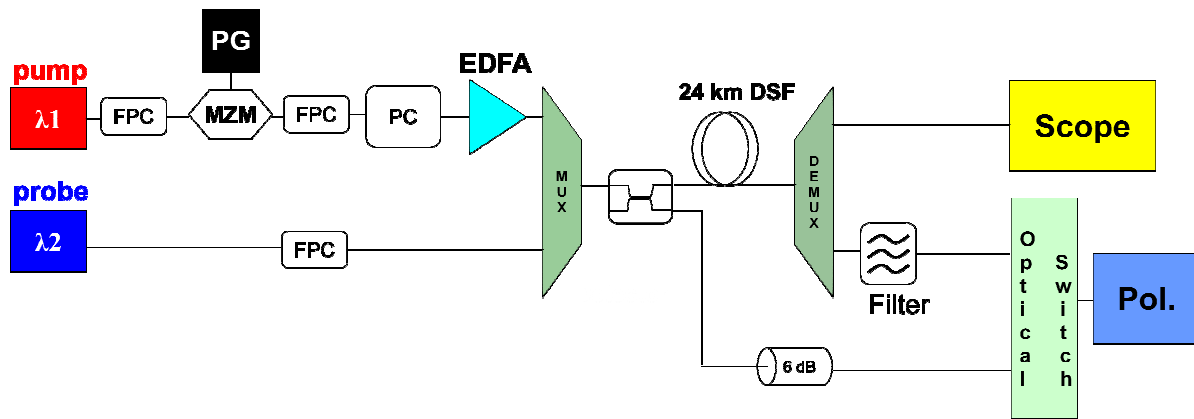 PG
pump
EDFA
λ1
FPC
MZM
FPC
PC
24 km DSF
Scope
MUX
DEMUX
probe
λ2
FPC
Filter
Optical
Switch
Pol.
6 dB